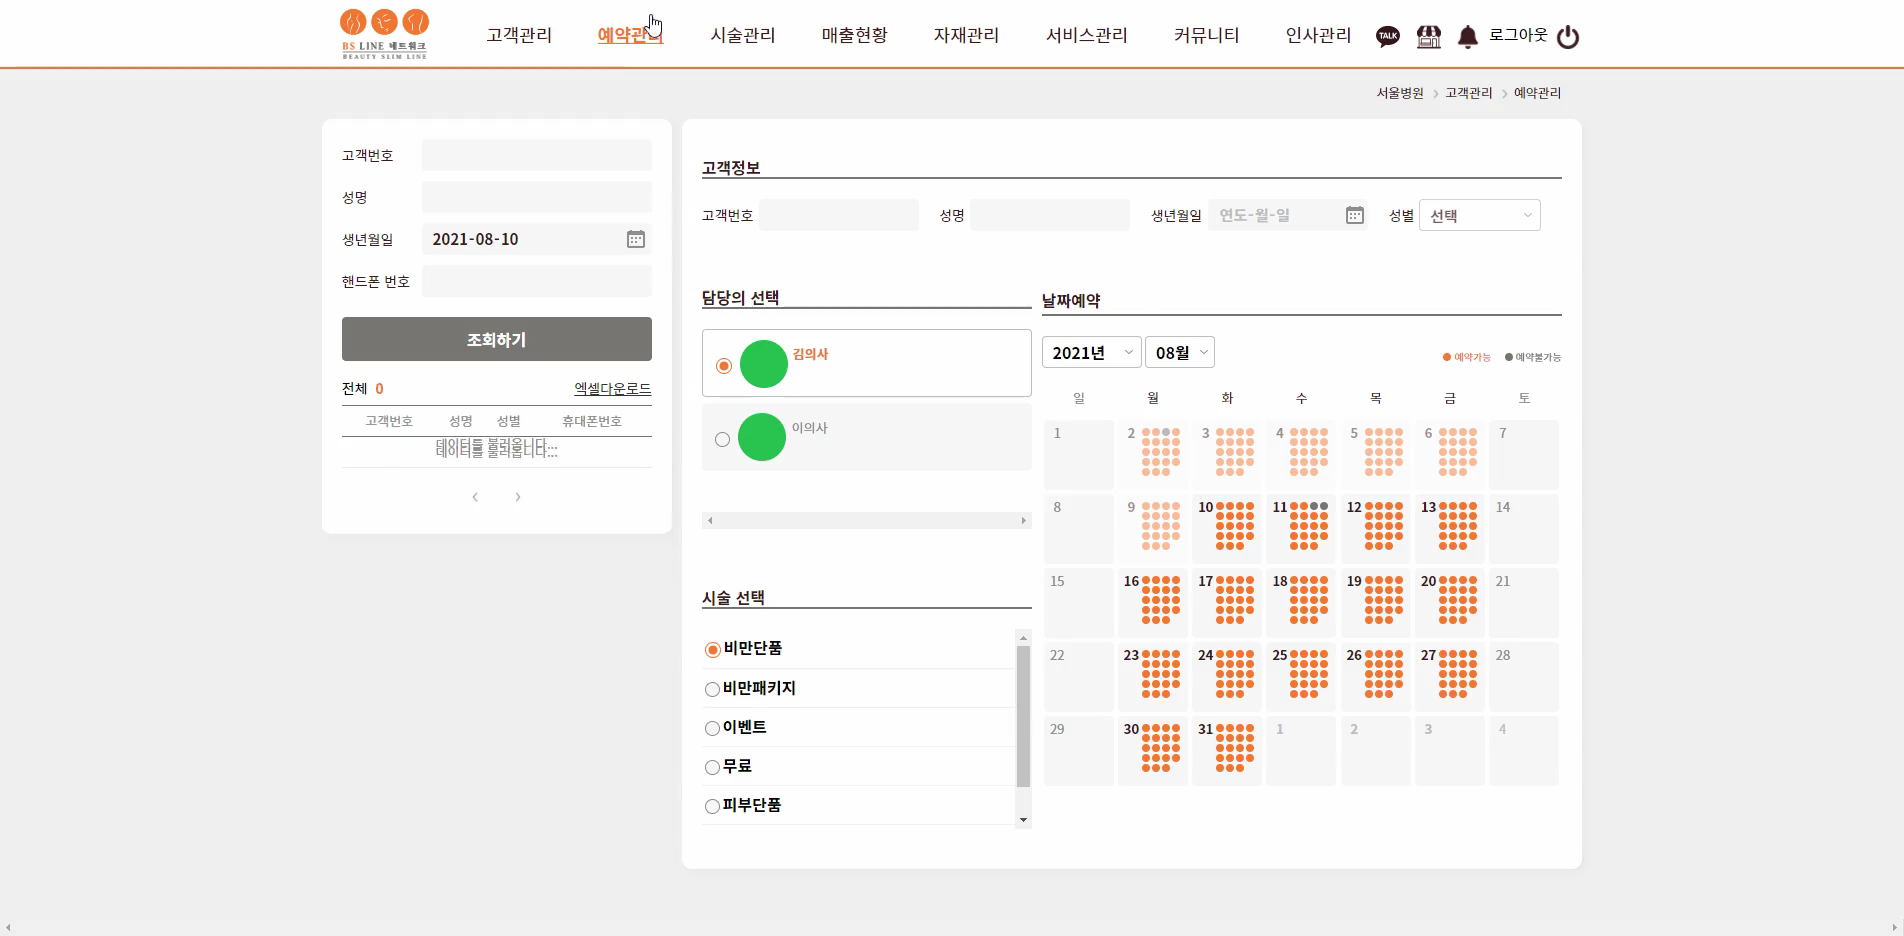 BS LINE 네트워크
BEAUTY SLIM LINE
고객관리 예약관리 시술관리 매출현황 자재관리 서비스관리 커뮤니티 인사관리 TALK 로그아웃
서울병원 > 고객관리 > 예약관리
고객번호
성명
생년월일 2021-08-10
핸드폰 번호
조회하기
전체 0 엑셀다운로드
고객번호 성명 성별 휴대폰번호
데이터를 불러옵니다...
고객정보
고객번호 성명 생년월일 연도-월-일 성별 선택
담당의 선택
김의사
이의사
시술 선택
비만단품
비만패키지
이벤트
무료
피부단품
날짜예약
2021년 08월
예약가능 예약불가능
일 월 화 수 목 금 토
1 2 3 4 5 6 7
8 9 10 11 12 13 14
15 16 17 18 19 20 21
22 23 24 25 26 27 28
29 30 31 1 2 3 4